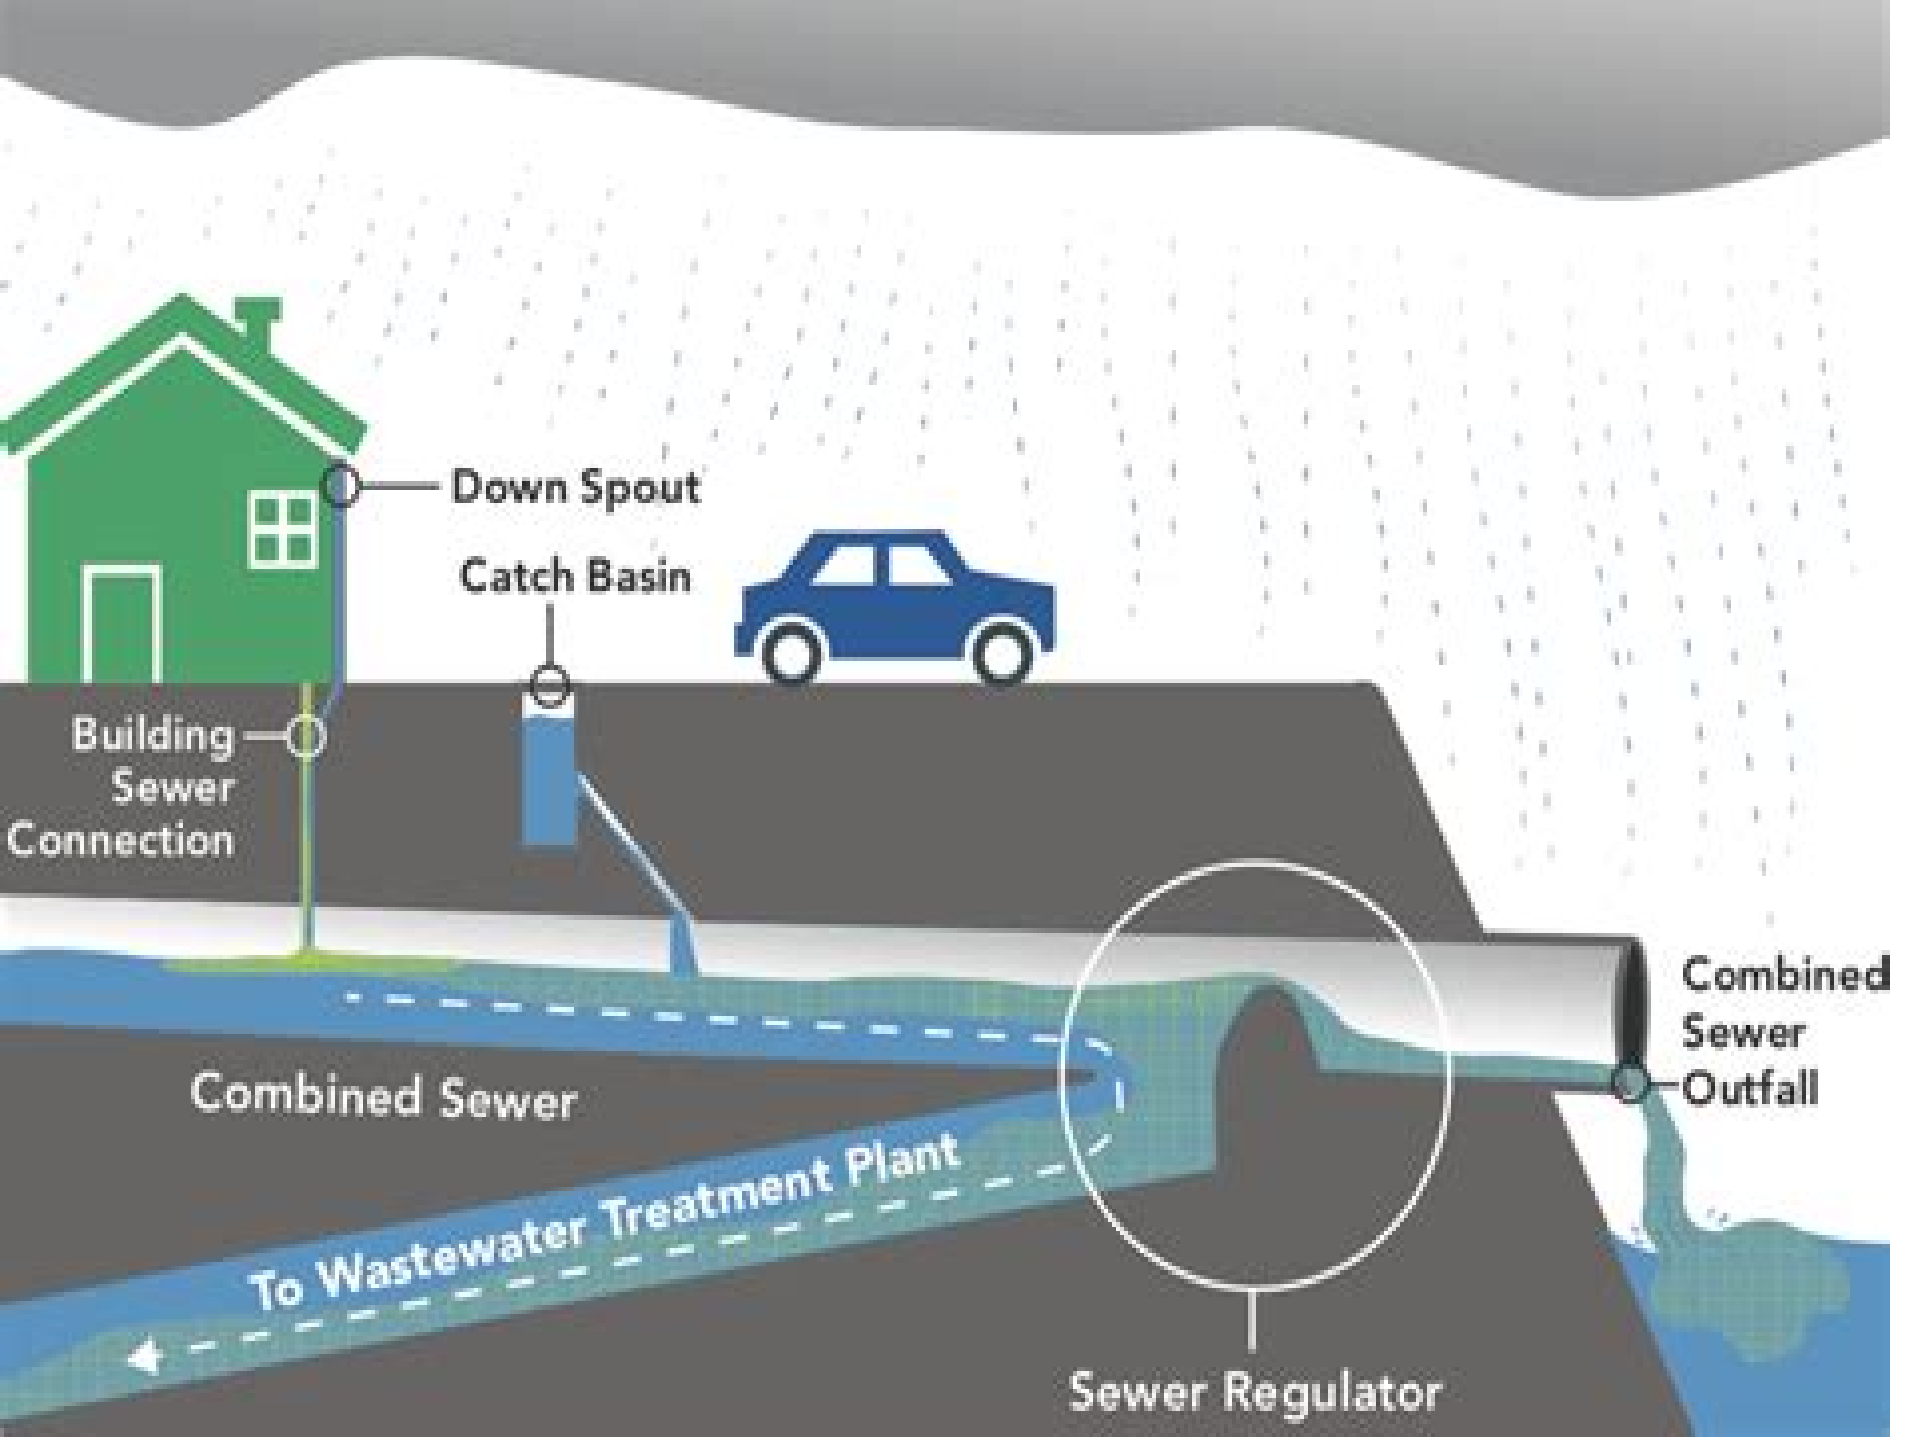 Down Spout
Catch Basin
Building
Sewer
Connection
Combined
Sewer
Outfall
Combined Sewer
To Wastewater Treatment Plant
Sewer Regulator